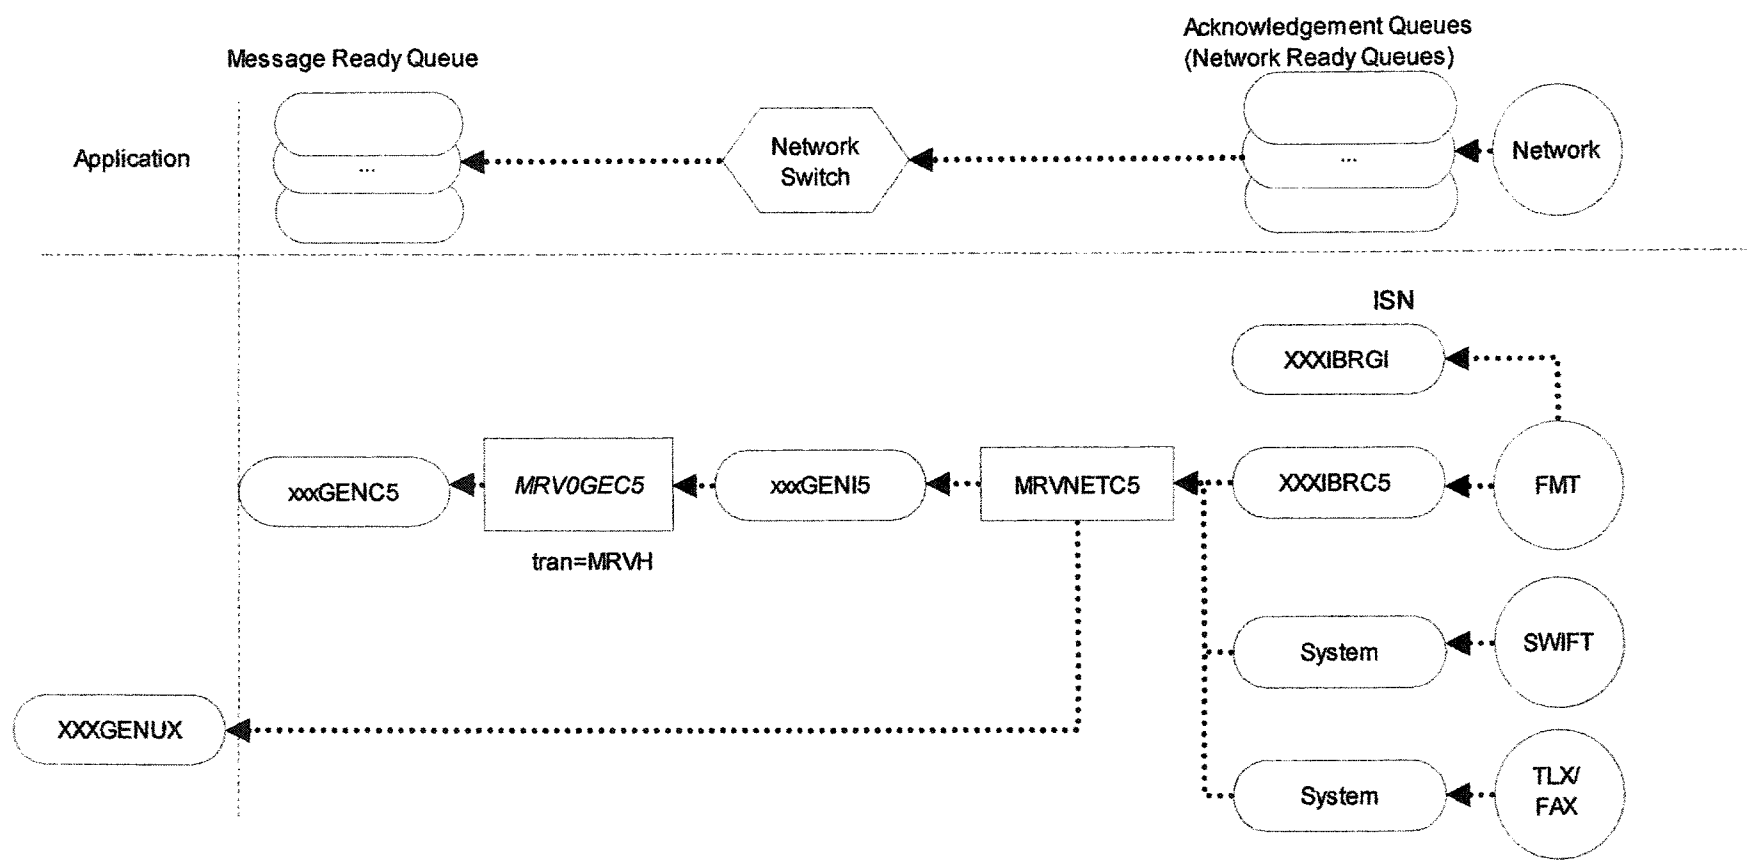 Acknowledgement Queues
(Network Ready Queues)
Message Ready Queue
Application
...
Network
Switch
...
Network
ISN
XXXIBRGI
xxxGENC5
MRV0GEC5
xxxGENI5
MRVNETC5
XXXIBRC5
FMT
tran=MRVH
System
SWIFT
XXXGENUX
System
TLX/
FAX